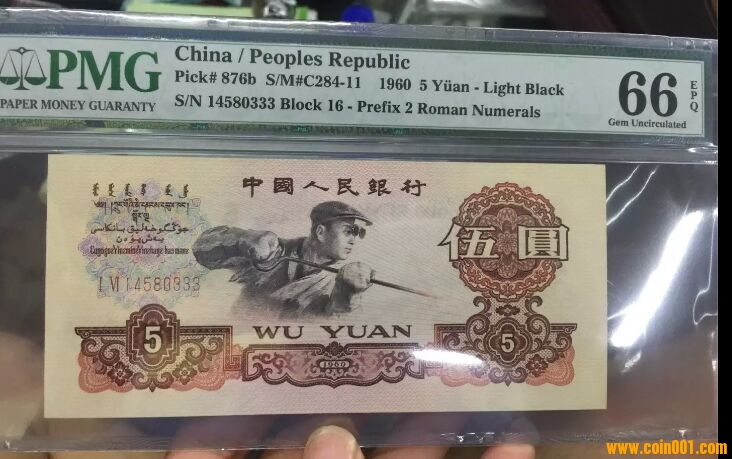 PMG
PAPER MONEY GUARANTY
China / Peoples Republic
Pick# 876b S/M#C284-11 1960 5 Yüan - Light Black
S/N 14580333 Block 16 - Prefix 2 Roman Numerals
66
EPQ
Gem Uncirculated
中國人民銀行
伍圓
I VI 14580333
WU YUAN
5
1960
5
www.coin001.com